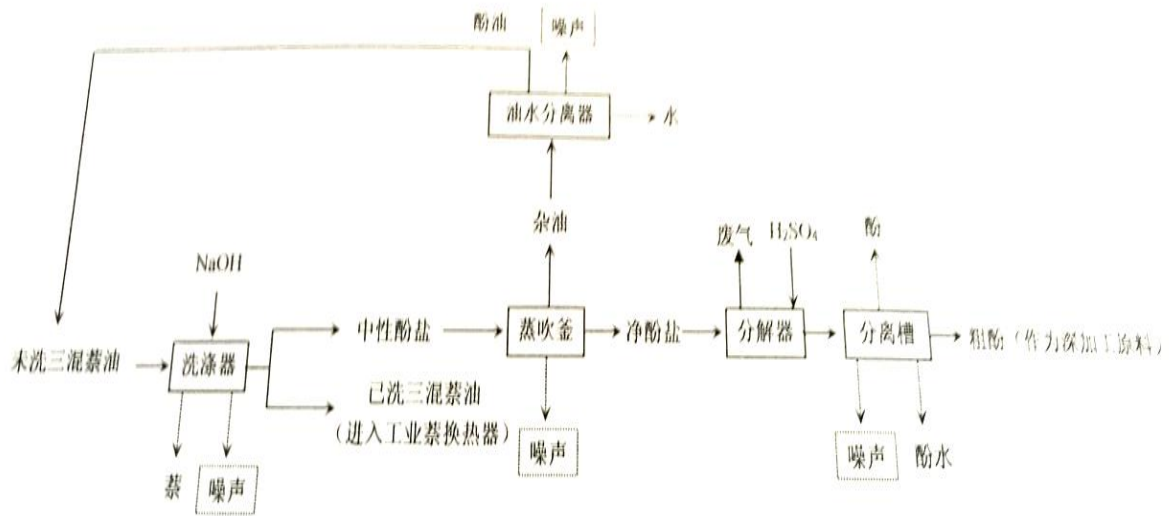 酚油
噪声
油水分离器
水
杂油
废气
H₂SO₄
酚
NaOH
未洗三混萘油
洗涤器
中性酚盐
蒸吹釜
净酚盐
分解器
分离槽
粗酚（作为深加工原料）
已洗三混萘油
（进入工业萘换热器）
萘
噪声
噪声
噪声
酚水